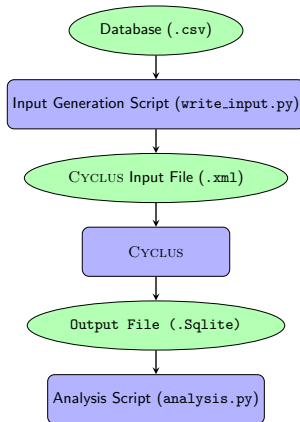 Database (.csv)
Input Generation Script (write_input.py)
CYCLUS Input File (.xml)
CYCLUS
Output File (.Sqlite)
Analysis Script (analysis.py)